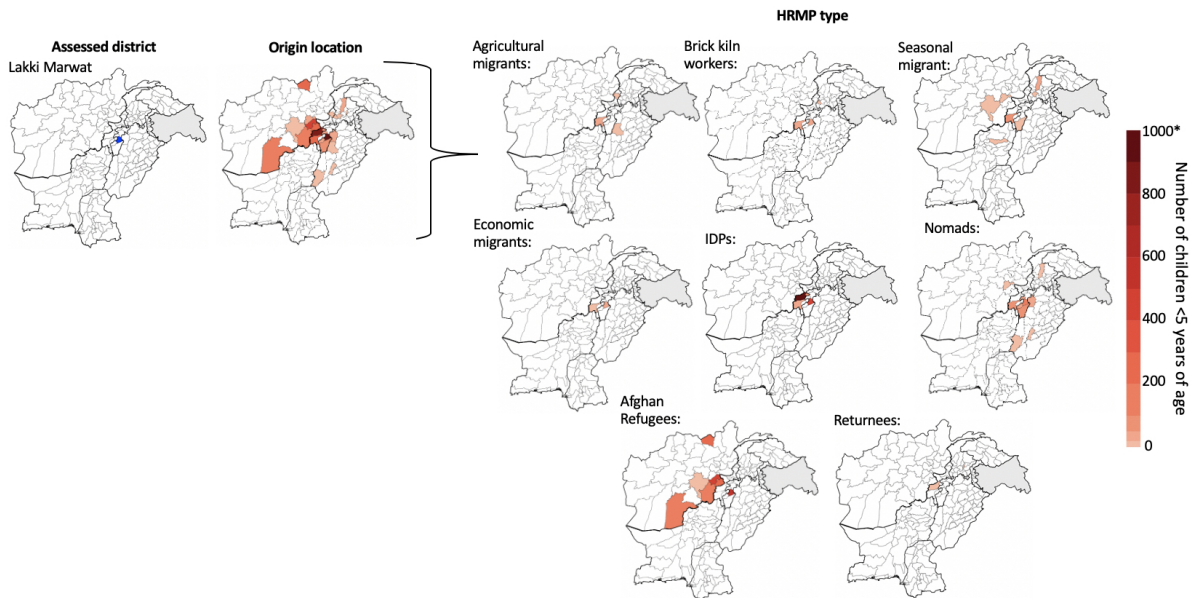 HRMP type
Assessed district
Lakki Marwat
Origin location
Agricultural
migrants:
Brick kiln
workers:
Seasonal
migrant:
Economic
migrants:
IDPs:
Nomads:
Afghan
Refugees:
Returnees:
1000*
800
600
400
200
0
Number of children <5 years of age